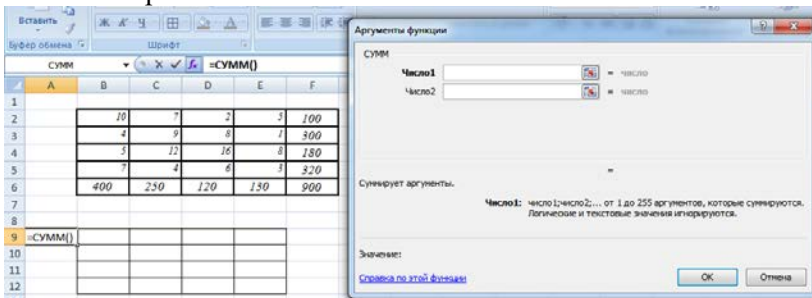 Вставить
Ж К Ч
Буфер обмена Шрифт
Аргументы функции
СУММ =СУММ()
СУММ
Число1 = число
Число2 = число
=
Суммирует аргументы.
Число1: число1;число2;... от 1 до 255 аргументов, которые суммируются. Логические и текстовые значения игнорируются.
Значение:
Справка по этой функции
ОК Отмена
A B C D E F
1
2 10 7 2 5 100
3 4 9 8 1 300
4 5 12 16 8 180
5 7 4 6 3 320
6 400 250 120 130 900
7
8
9 =СУММ()
10
11
12